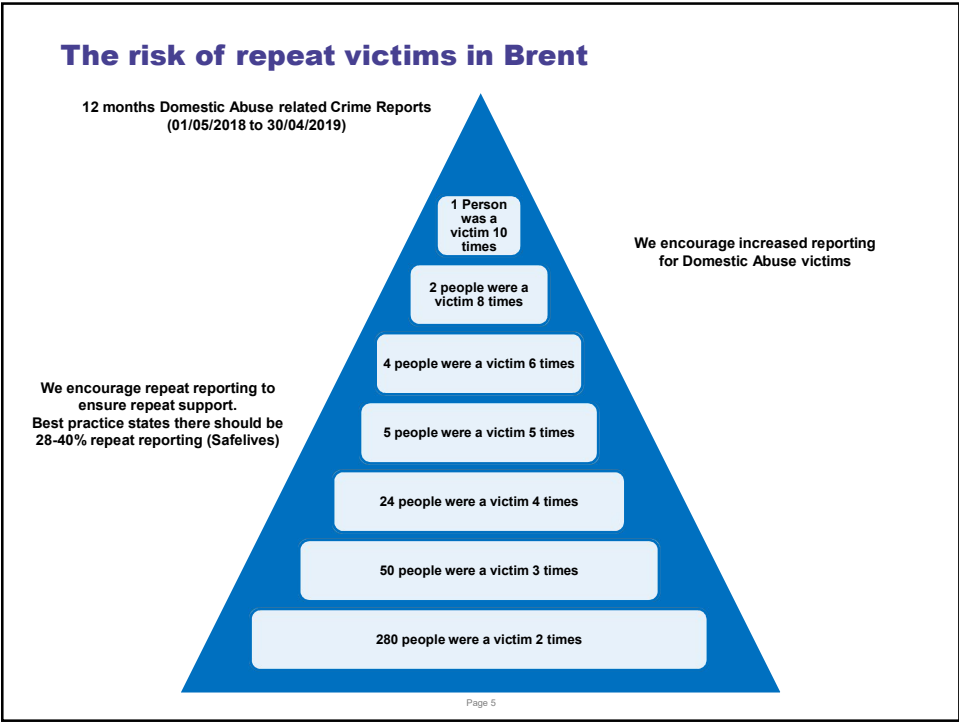 The risk of repeat victims in Brent
12 months Domestic Abuse related Crime Reports
(01/05/2018 to 30/04/2019)
1 Person
was a
victim 10
times
We encourage increased reporting
for Domestic Abuse victims
2 people were a
victim 8 times
4 people were a victim 6 times
We encourage repeat reporting to
ensure repeat support.
Best practice states there should be
28-40% repeat reporting (Safelives)
5 people were a victim 5 times
24 people were a victim 4 times
50 people were a victim 3 times
280 people were a victim 2 times
Page 5